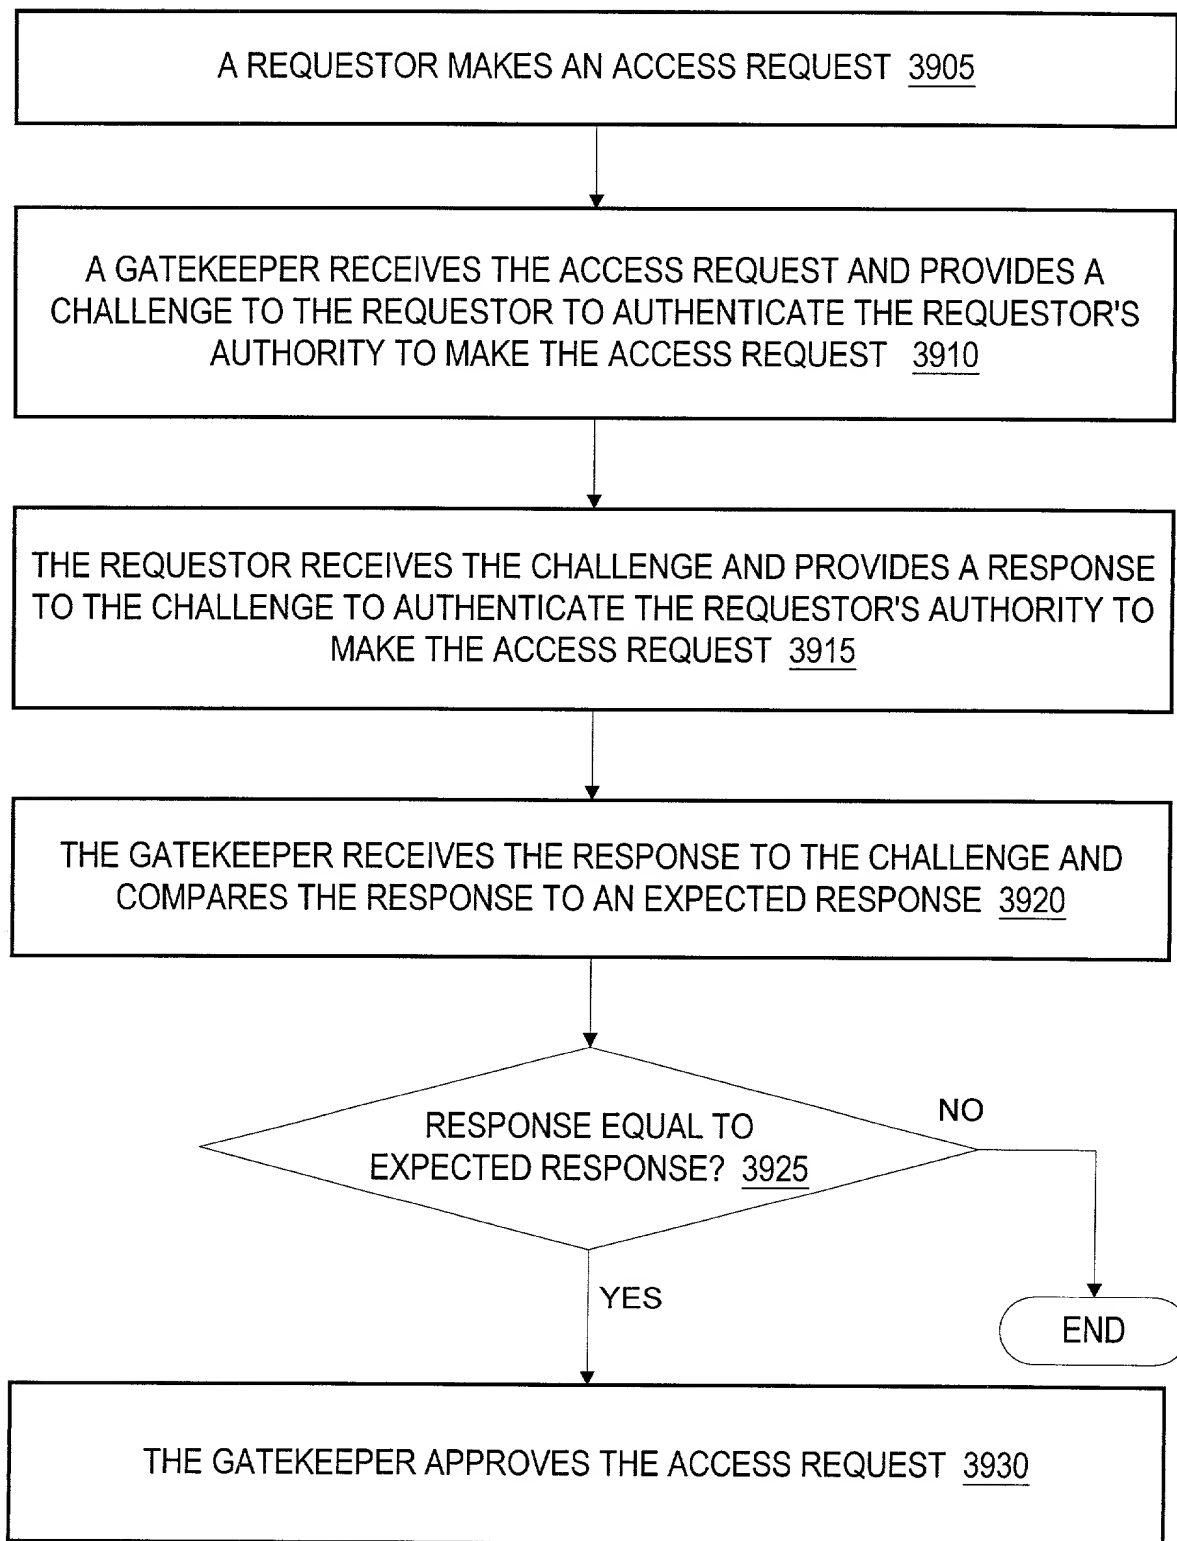 A REQUESTOR MAKES AN ACCESS REQUEST 3905
A GATEKEEPER RECEIVES THE ACCESS REQUEST AND PROVIDES A
CHALLENGE TO THE REQUESTOR TO AUTHENTICATE THE REQUESTOR'S
AUTHORITY TO MAKE THE ACCESS REQUEST 3910
THE REQUESTOR RECEIVES THE CHALLENGE AND PROVIDES A RESPONSE
TO THE CHALLENGE TO AUTHENTICATE THE REQUESTOR'S AUTHORITY TO
MAKE THE ACCESS REQUEST 3915
THE GATEKEEPER RECEIVES THE RESPONSE TO THE CHALLENGE AND
COMPARES THE RESPONSE TO AN EXPECTED RESPONSE 3920
RESPONSE EQUAL TO
EXPECTED RESPONSE? 3925
NO
YES
END
THE GATEKEEPER APPROVES THE ACCESS REQUEST 3930